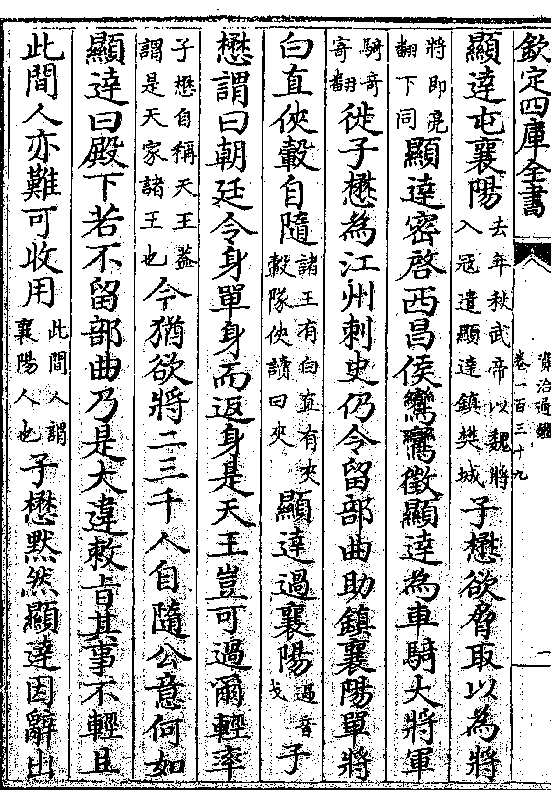 欽定四庫全書 資治通鑑 卷一百三十九 一
顯達屯襄陽 去年秋武帝以魏將入冦遣顯達鎮樊城 子懋欲脅取以為將
將即亮翻下同 顯達密啓西昌侯鸞鸞徵顯達為車騎大將軍
騎奇寄翻 徙子懋為江州刺史仍令留部曲助鎮襄陽單將
白直俠轂自隨 諸王有白直有夾轂隊俠讀曰夾 顯達過襄陽 過音戈 子
懋謂曰朝廷令身單身而返身是天王豈可過爾輕率
子懋自稱天王蓋謂是天家諸王也 今猶欲將二三千人自隨公意何如
顯達曰殿下若不留部曲乃是大違敕旨其事不輕且
此間人亦難可收用 此間人謂襄陽人也 子懋黙然顯達因辭出